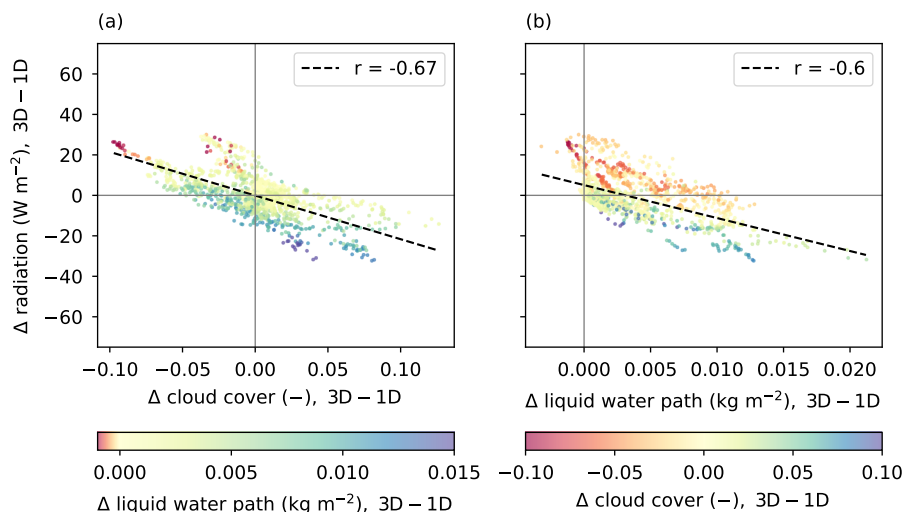 (a)
r = -0.67
Δ radiation (W m⁻²), 3D − 1D
60
40
20
0
−20
−40
−60
−0.10 −0.05 0.00 0.05 0.10
Δ cloud cover (−), 3D − 1D
0.000 0.005 0.010 0.015
Δ liquid water path (kg m⁻²), 3D − 1D
(b)
r = -0.6
0.000 0.005 0.010 0.015 0.020
Δ liquid water path (kg m⁻²), 3D − 1D
−0.10 −0.05 0.00 0.05 0.10
Δ cloud cover (−), 3D − 1D